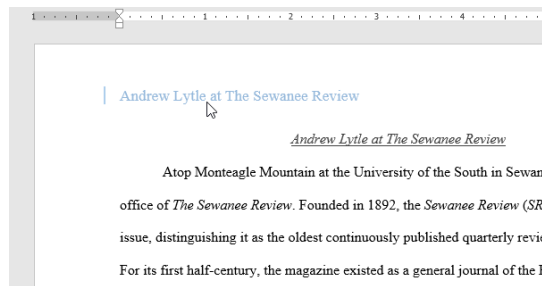 1 1 2 3 4
Andrew Lytle at The Sewanee Review
Andrew Lytle at The Sewanee Review
Atop Monteagle Mountain at the University of the South in Sewan
office of The Sewanee Review. Founded in 1892, the Sewanee Review (SR
issue, distinguishing it as the oldest continuously published quarterly revi
For its first half-century, the magazine existed as a general journal of the